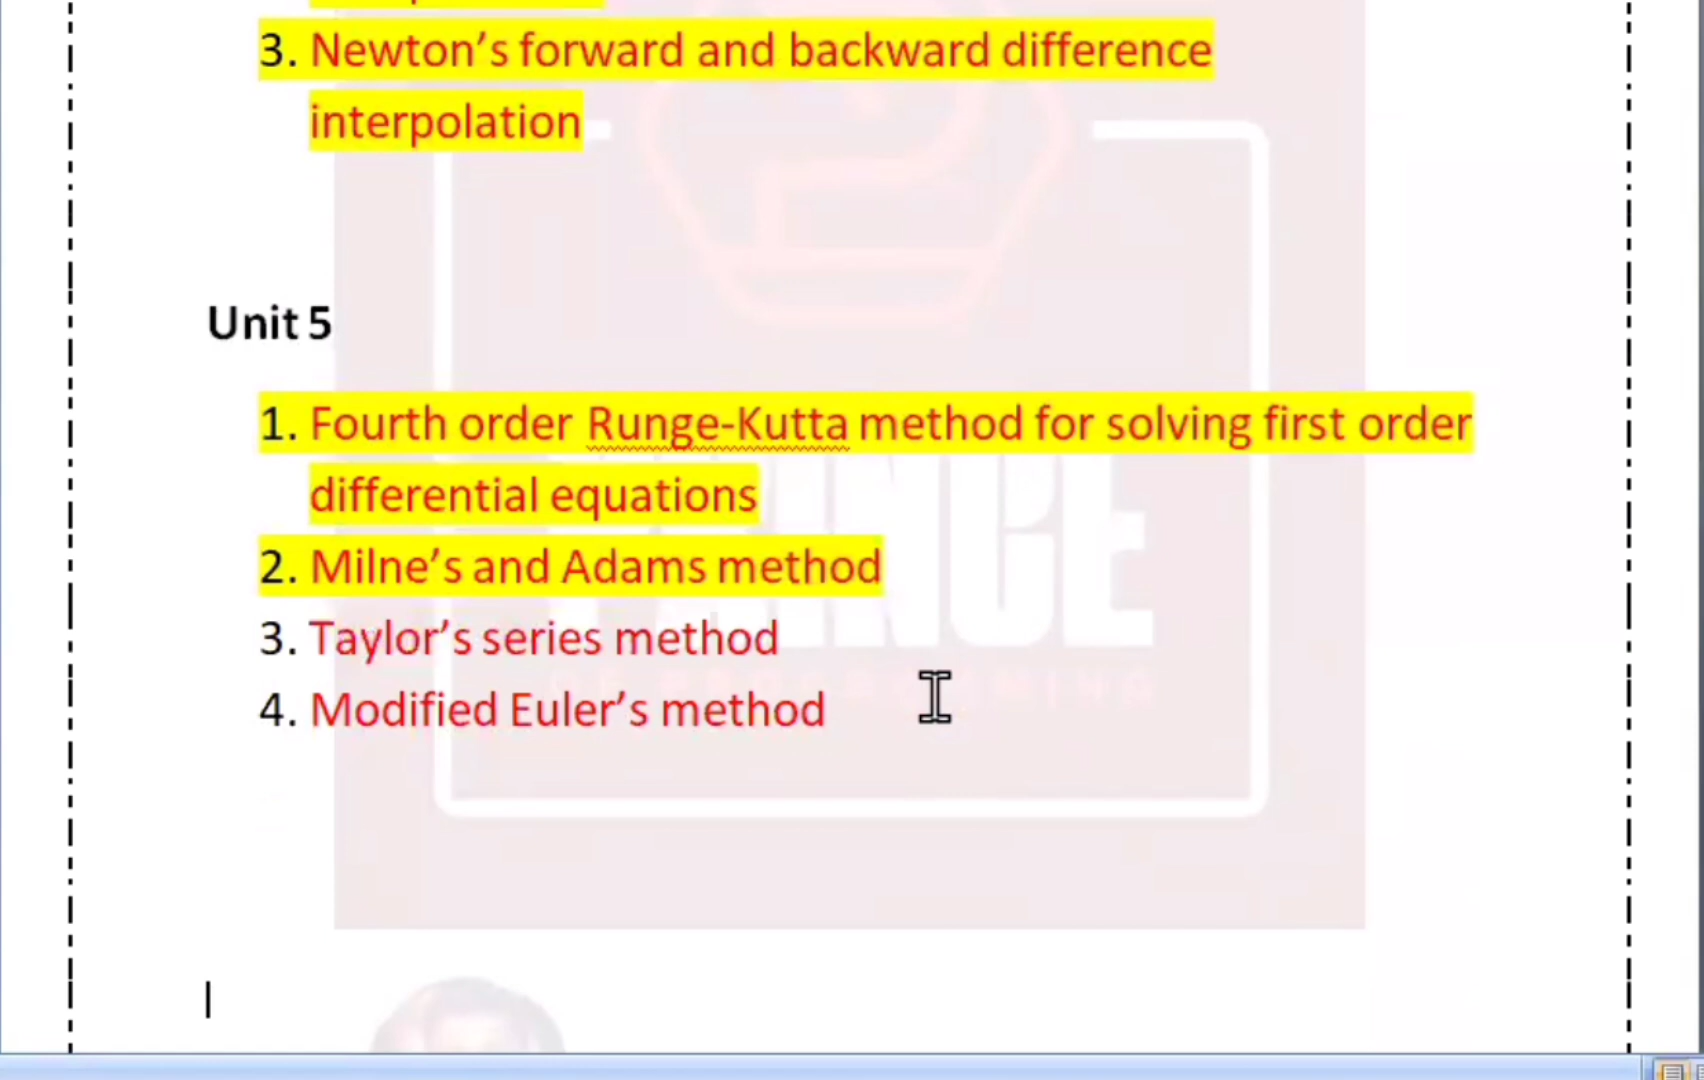 3. Newton’s forward and backward difference
interpolation
Unit 5
1. Fourth order Runge-Kutta method for solving first order
differential equations
2. Milne’s and Adams method
3. Taylor’s series method
4. Modified Euler’s method